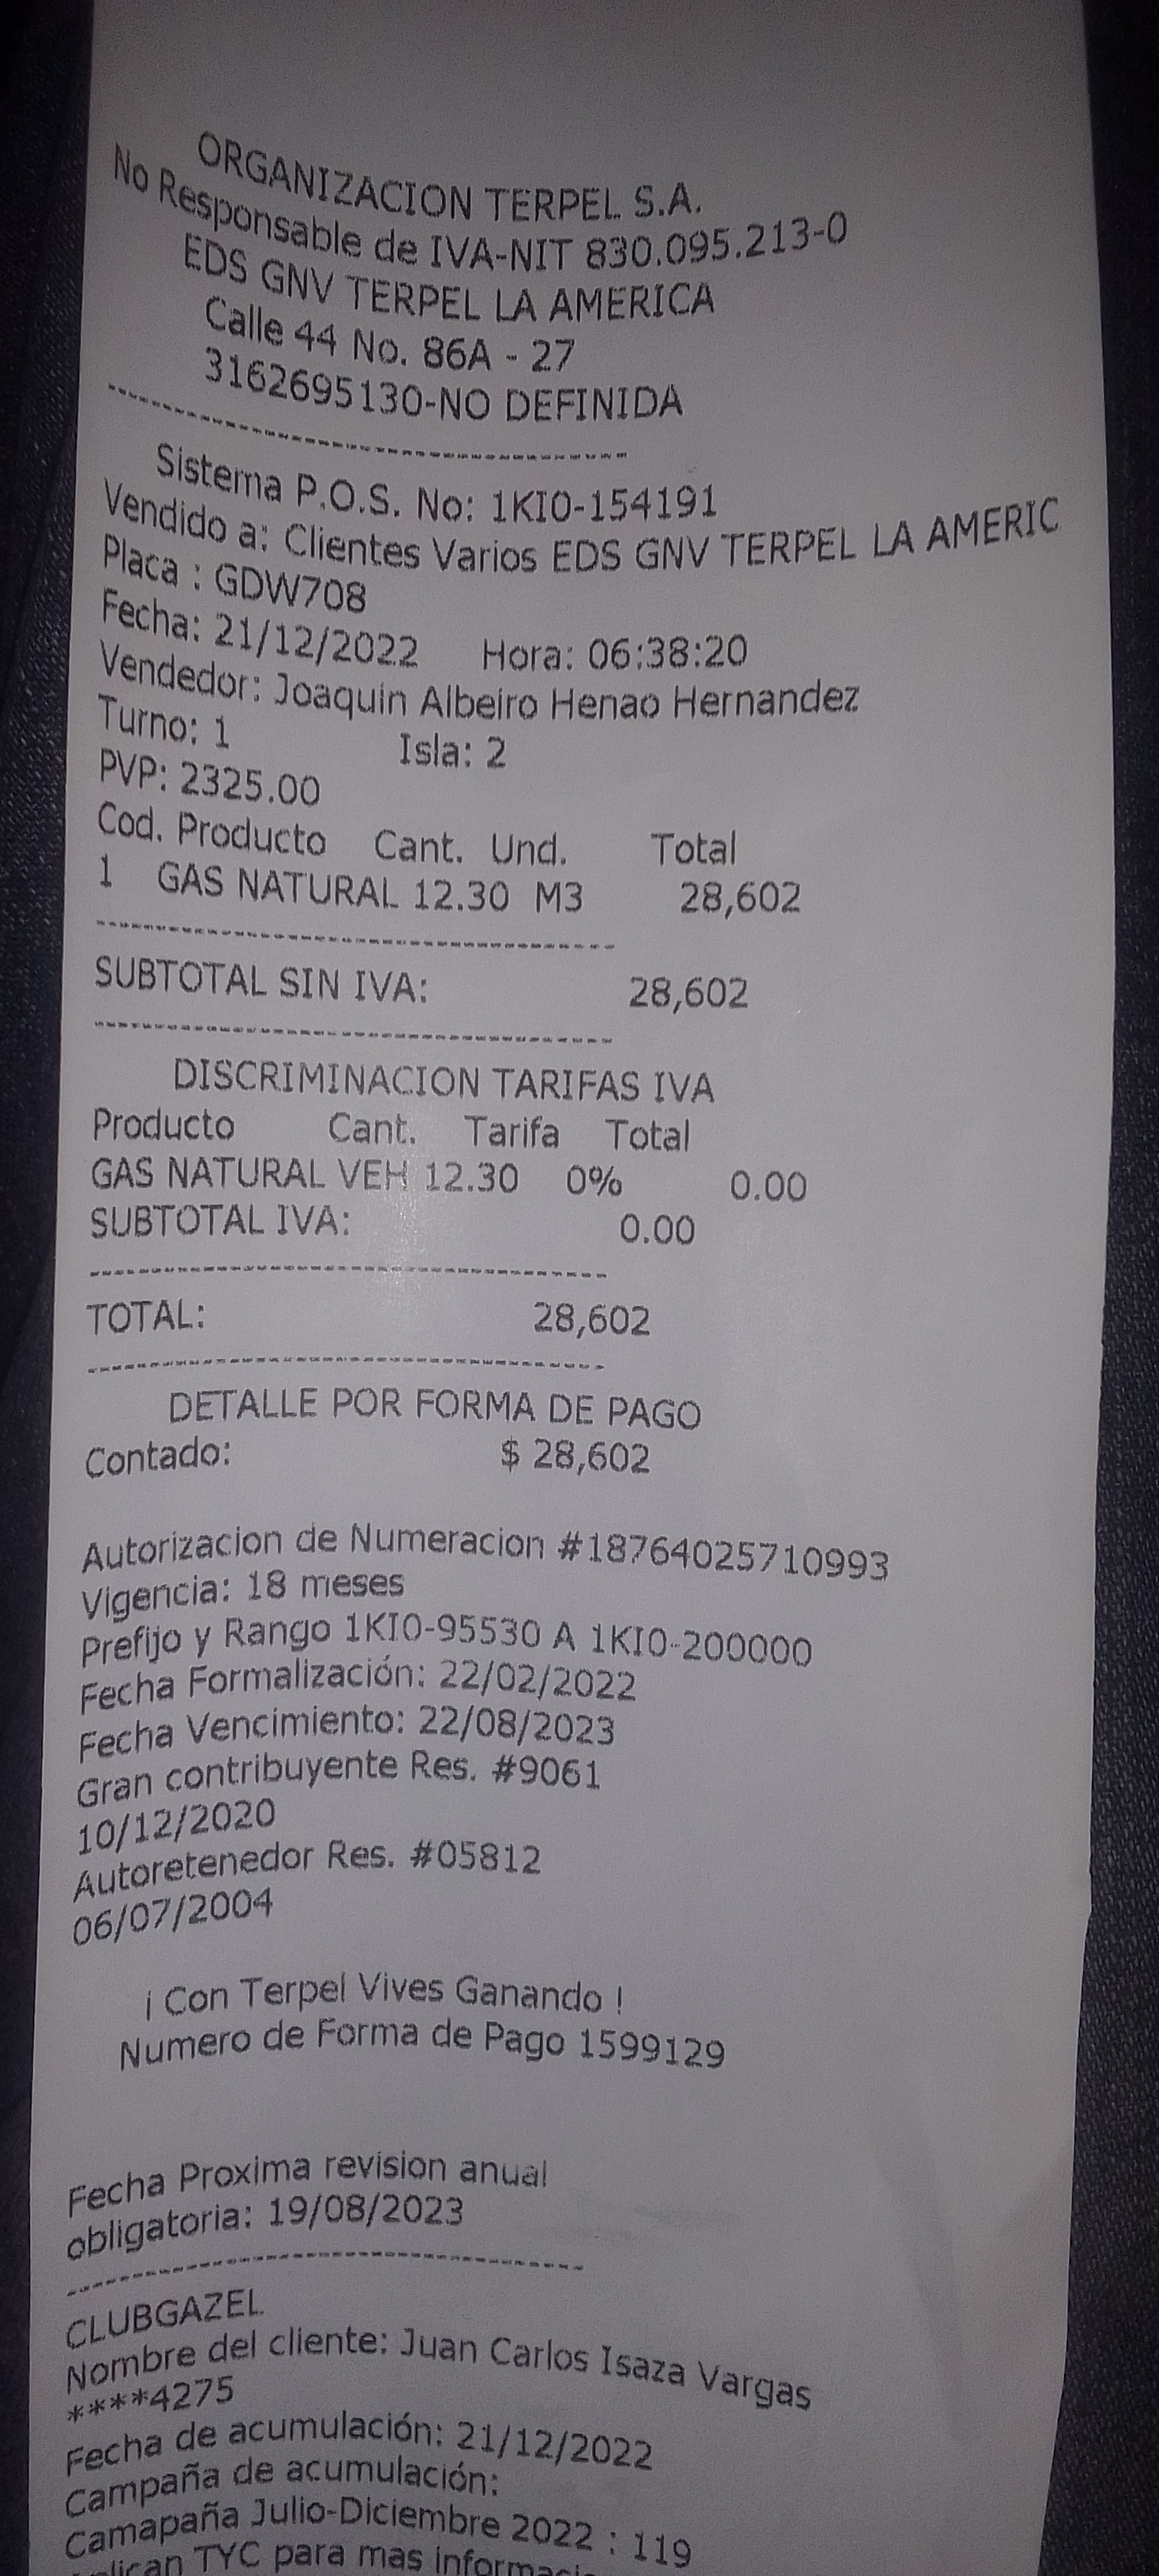 ORGANIZACION TERPEL S.A.
No Responsable de IVA-NIT 830.095.213-0
EDS GNV TERPEL LA AMERICA
Calle 44 No. 86A - 27
3162695130-NO DEFINIDA
Sistema P.O.S. No: 1KI0-154191
Vendido a: Clientes Varios EDS GNV TERPEL LA AMERIC
Placa : GDW708
Fecha: 21/12/2022 Hora: 06:38:20
Vendedor: Joaquin Albeiro Henao Hernandez
Turno: 1 Isla: 2
PVP: 2325.00
Cod. Producto Cant. Und. Total
1 GAS NATURAL 12.30 M3 28,602
SUBTOTAL SIN IVA: 28,602
DISCRIMINACION TARIFAS IVA
Producto Cant. Tarifa Total
GAS NATURAL VEH 12.30 0% 0.00
SUBTOTAL IVA: 0.00
TOTAL: 28,602
DETALLE POR FORMA DE PAGO
Contado: $ 28,602
Autorizacion de Numeracion #18764025710993
Vigencia: 18 meses
Prefijo y Rango 1KI0-95530 A 1KI0-200000
Fecha Formalización: 22/02/2022
Fecha Vencimiento: 22/08/2023
Gran contribuyente Res. #9061
10/12/2020
Autoretenedor Res. #05812
06/07/2004
¡ Con Terpel Vives Ganando !
Numero de Forma de Pago 1599129
Fecha Proxima revision anual
obligatoria: 19/08/2023
CLUBGAZEL
Nombre del cliente: Juan Carlos Isaza Vargas
****4275
Fecha de acumulación: 21/12/2022
Campaña de acumulación:
Camapaña Julio-Diciembre 2022 : 119
TYC para mas